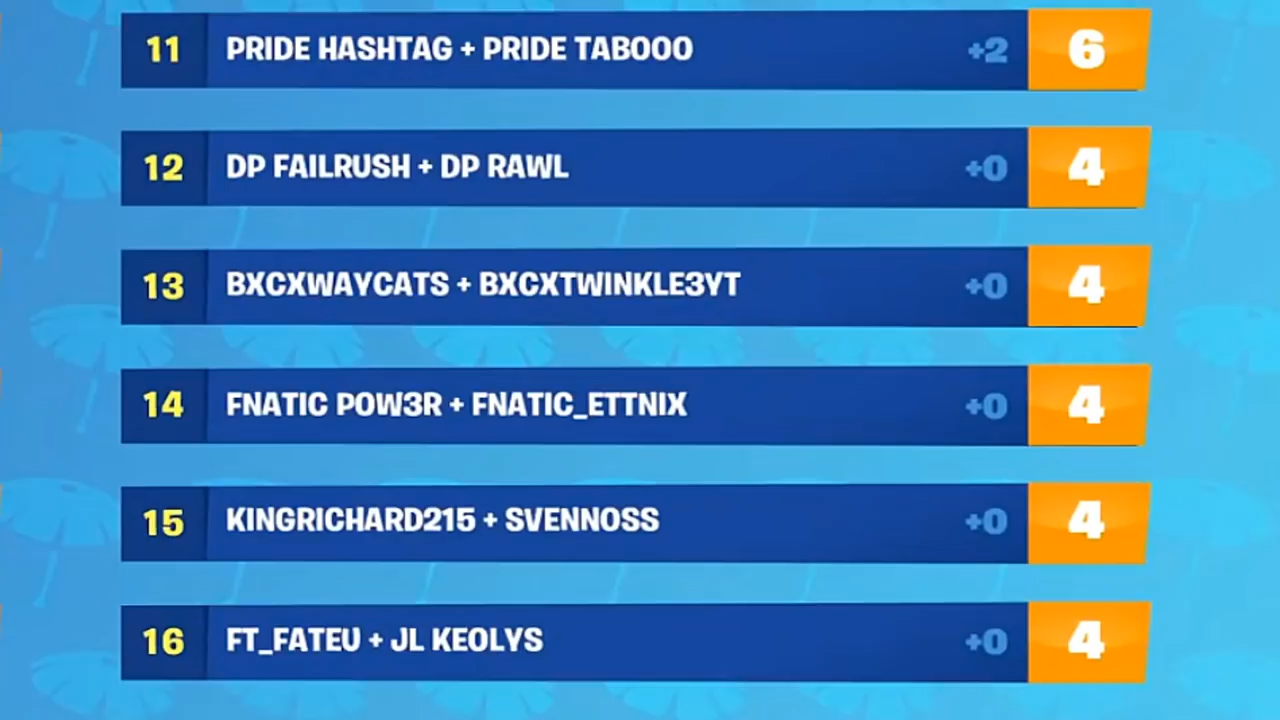 11 PRIDE HASHTAG + PRIDE TABOOO +2 6
12 DP FAILRUSH + DP RAWL +0 4
13 BXCXWAYCATS + BXCXTWINKLE3YT +0 4
14 FNATIC POW3R + FNATIC_ETTNIX +0 4
15 KINGRICHARD215 + SVENNOSS +0 4
16 FT_FATEU + JL KEOLYS +0 4